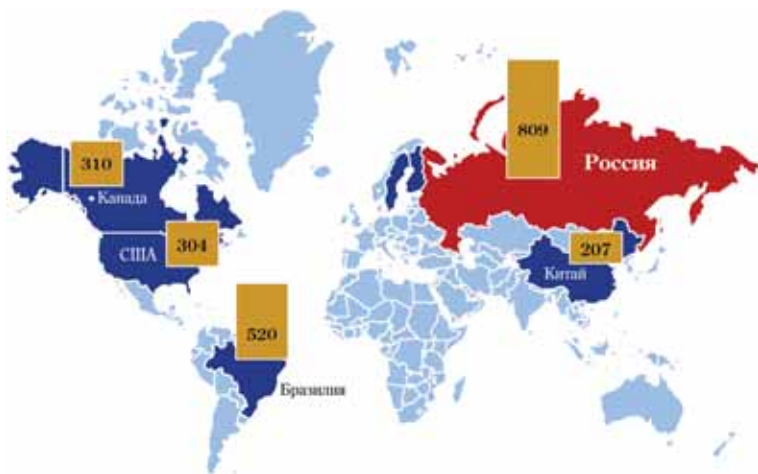 809
Россия
310
Канада
США
304
207
Китай
520
Бразилия